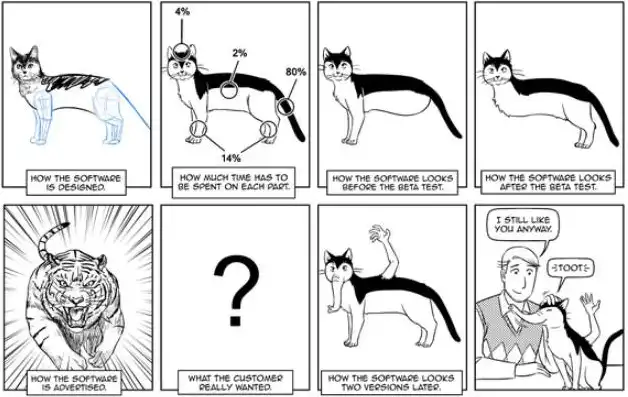 4%
2%
80%
14%
HOW THE SOFTWARE
IS DESIGNED.
HOW MUCH TIME HAS TO
BE SPENT ON EACH PART.
HOW THE SOFTWARE LOOKS
BEFORE THE BETA TEST.
HOW THE SOFTWARE LOOKS
AFTER THE BETA TEST.
HOW THE SOFTWARE
IS ADVERTISED.
?
WHAT THE CUSTOMER
REALLY WANTED.
HOW THE SOFTWARE LOOKS
TWO VERSIONS LATER.
I STILL LIKE
YOU ANYWAY.
TOOT